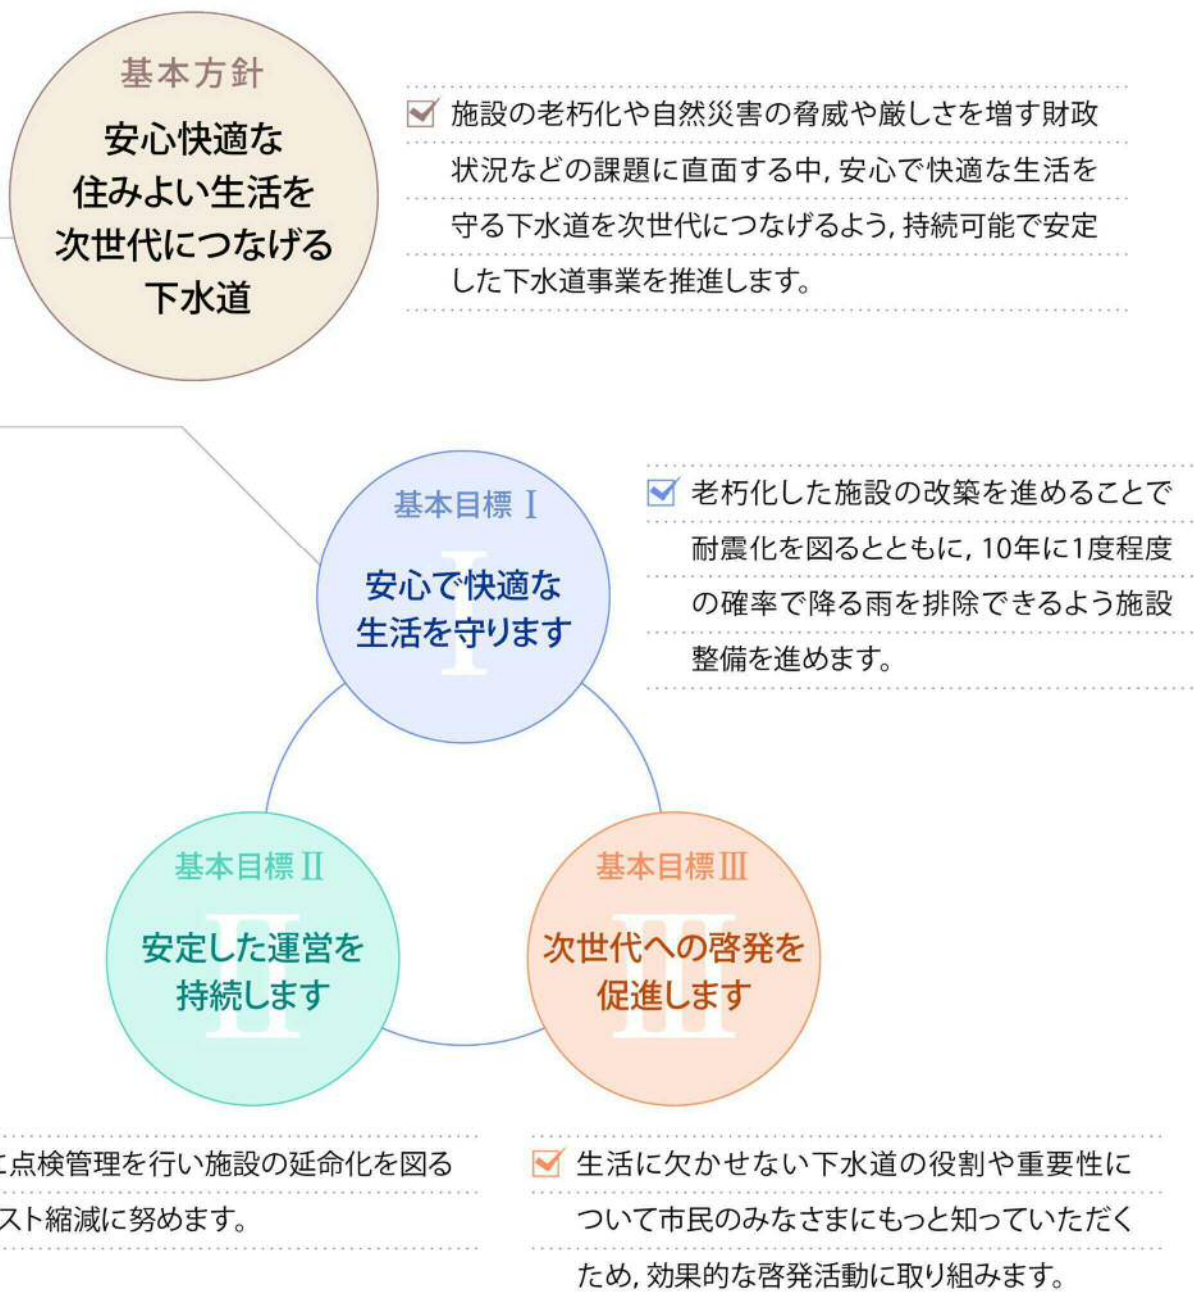 基本方針
安心快適な
住みよい生活を
次世代につなげる
下水道
施設の老朽化や自然災害の脅威や厳しさを増す財政
状況などの課題に直面する中, 安心で快適な生活を
守る下水道を次世代につなげるよう, 持続可能で安定
した下水道事業を推進します。
基本目標 Ⅰ
Ⅰ
安心で快適な
生活を守ります
老朽化した施設の改築を進めることで
耐震化を図るとともに, 10年に1度程度
の確率で降る雨を排除できるよう施設
整備を進めます。
基本目標 Ⅱ
Ⅱ
安定した運営を
持続します
基本目標 Ⅲ
Ⅲ
次世代への啓発を
促進します
点検管理を行い施設の延命化を図る
スト縮減に努めます。
生活に欠かせない下水道の役割や重要性に
ついて市民のみなさまにもっと知っていただく
ため, 効果的な啓発活動に取り組みます。